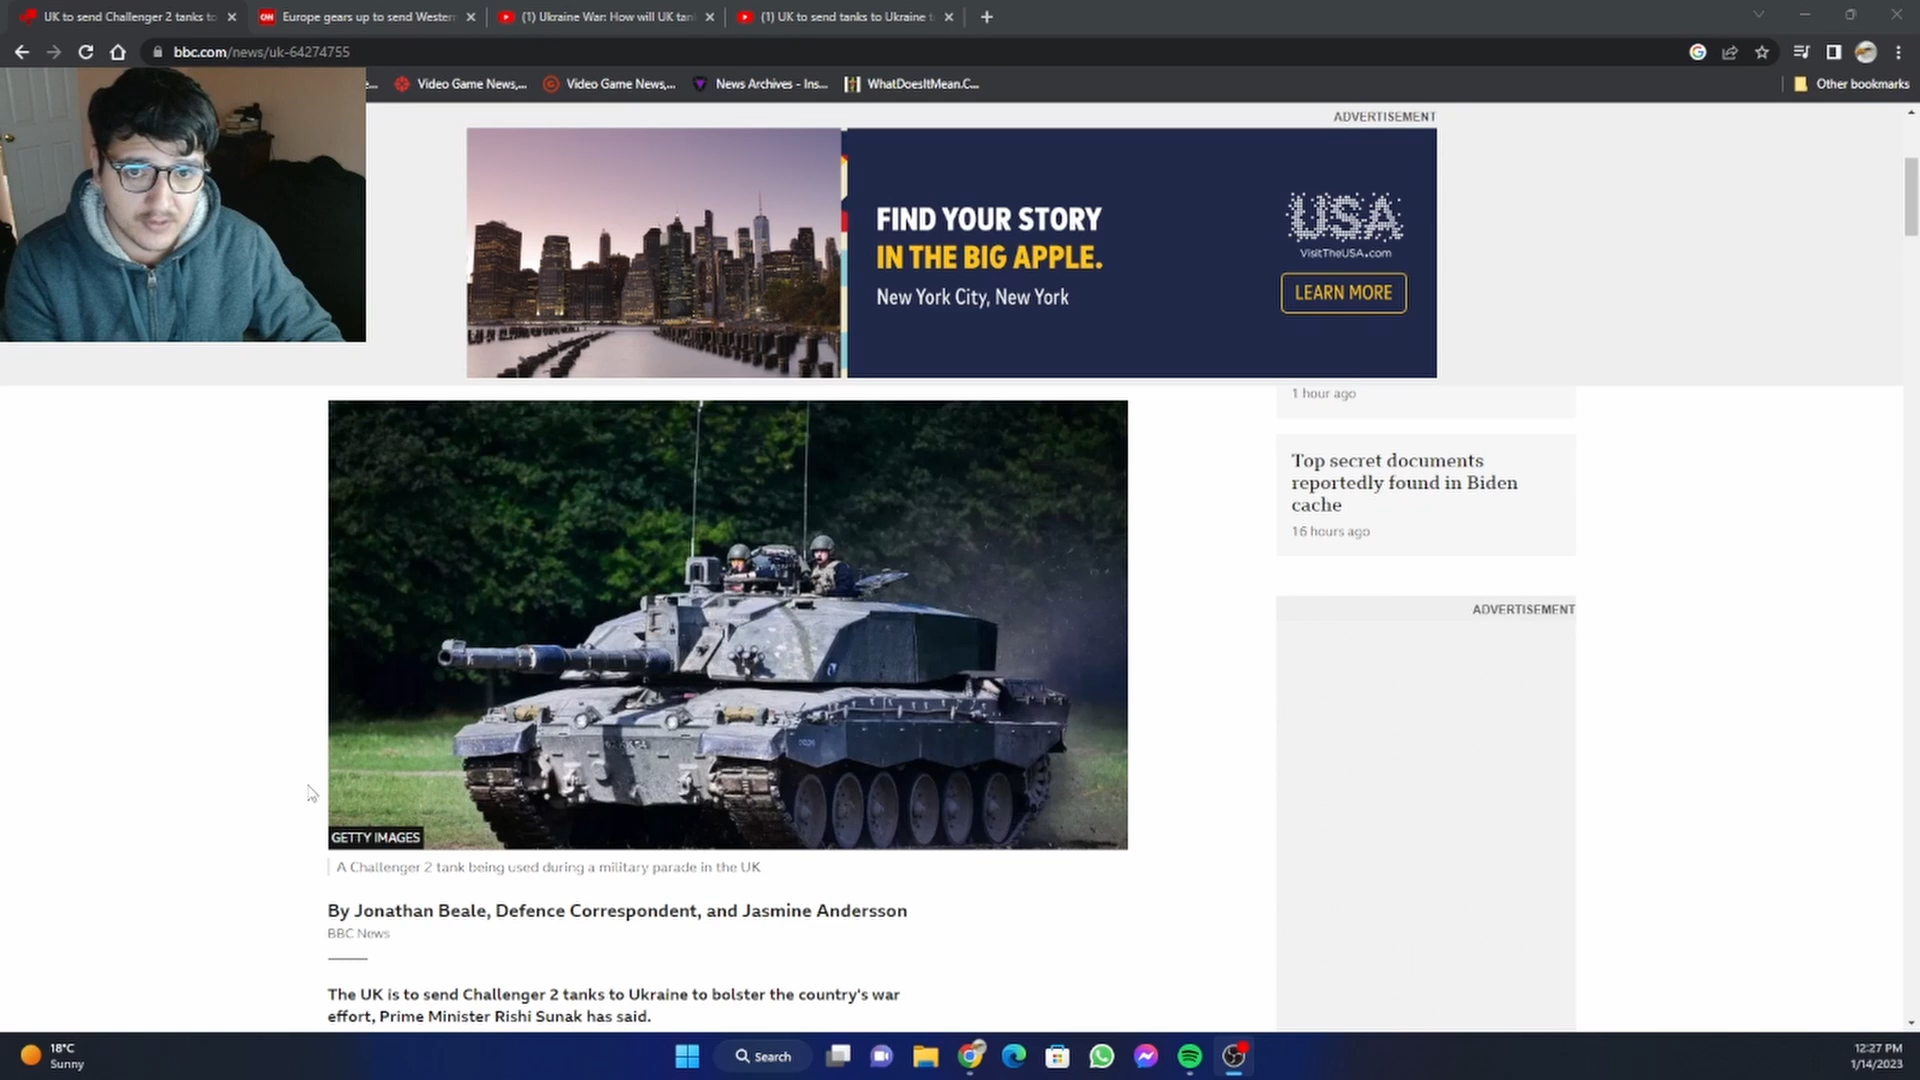 UK to send Challenger 2 tanks to
Europe gears up to send Western
(1) Ukraine War: How will UK tan
(1) UK to send tanks to Ukraine t
bbc.com/news/uk-64274755
e...
Video Game News,...
Video Game News,...
News Archives - Ins...
WhatDoesItMean.C...
Other bookmarks
ADVERTISEMENT
FIND YOUR STORY
IN THE BIG APPLE.
New York City, New York
USA
VisitTheUSA.com
LEARN MORE
1 hour ago
Top secret documents
reportedly found in Biden
cache
16 hours ago
ADVERTISEMENT
GETTY IMAGES
A Challenger 2 tank being used during a military parade in the UK
By Jonathan Beale, Defence Correspondent, and Jasmine Andersson
BBC News
The UK is to send Challenger 2 tanks to Ukraine to bolster the country's war
effort, Prime Minister Rishi Sunak has said.
18°C
Sunny
Search
12:27 PM
1/14/2023